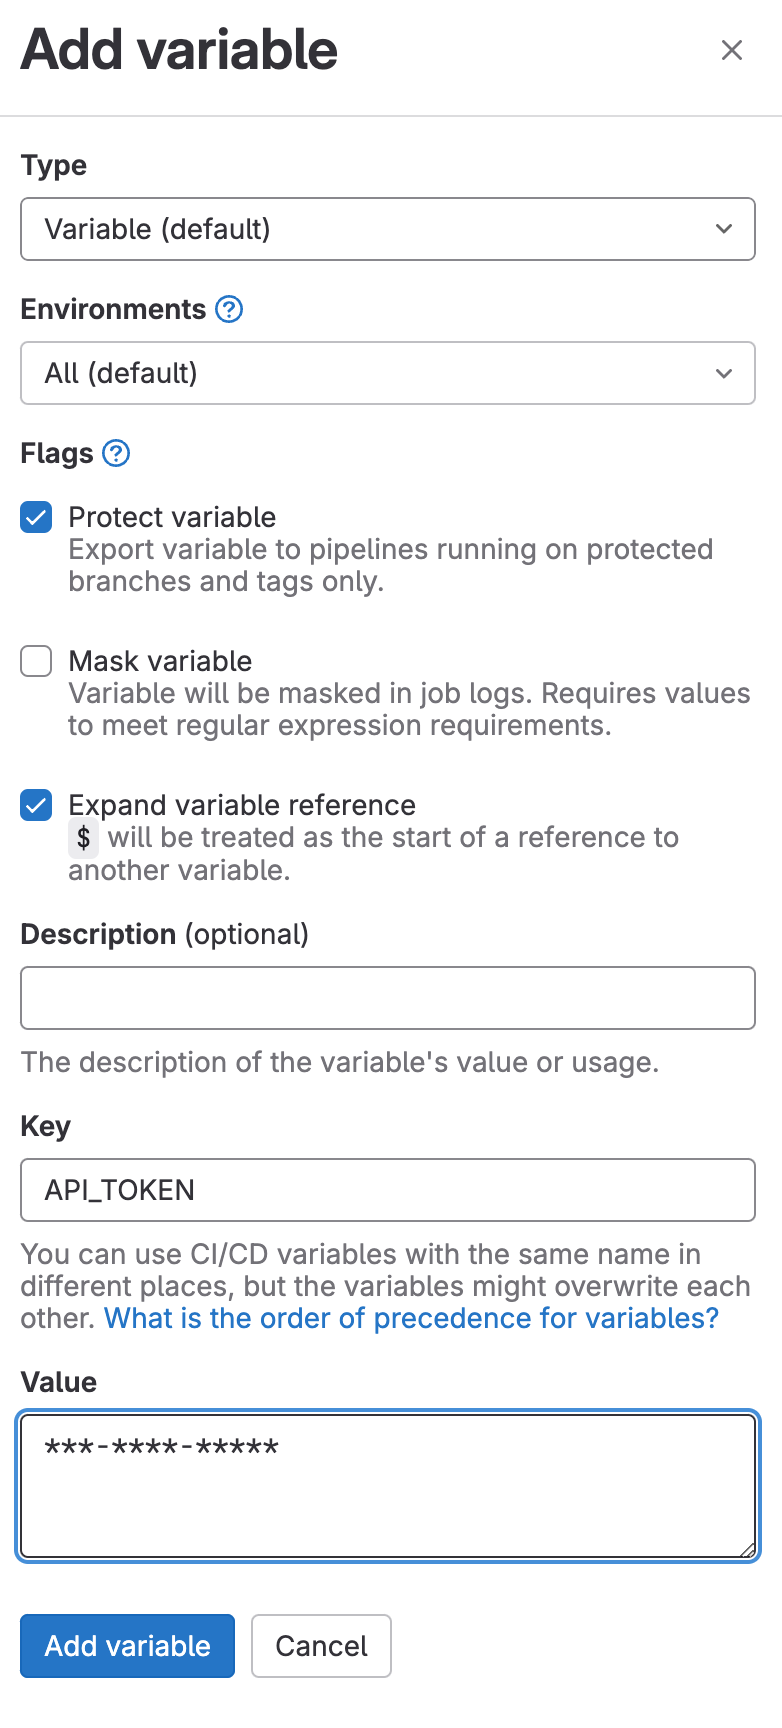 Add variable
Type
Variable (default)
Environments ?
All (default)
Flags ?
Protect variable
Export variable to pipelines running on protected
branches and tags only.
Mask variable
Variable will be masked in job logs. Requires values
to meet regular expression requirements.
Expand variable reference
$ will be treated as the start of a reference to
another variable.
Description (optional)
The description of the variable's value or usage.
Key
API_TOKEN
You can use CI/CD variables with the same name in
different places, but the variables might overwrite each
other. What is the order of precedence for variables?
Value
***-****-*****
Add variable Cancel